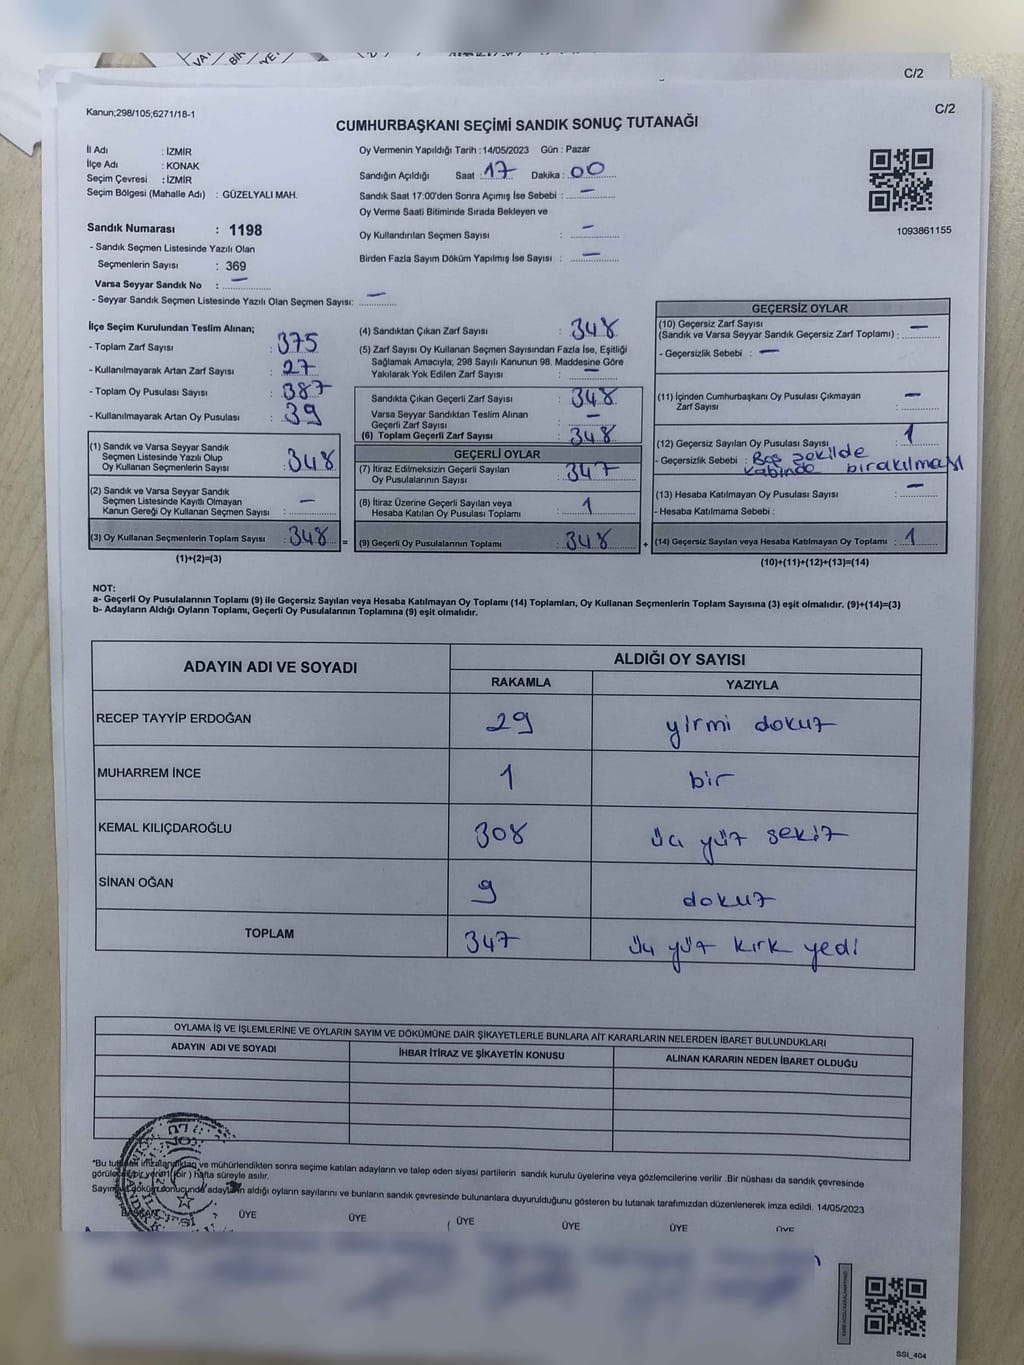 C/2
C/2
Kanun;298/105;6271/18-1
CUMHURBAŞKANI SEÇİMİ SANDIK SONUÇ TUTANAĞI
İl Adı : İZMİR
İlçe Adı : KONAK
Seçim Çevresi : İZMİR
Seçim Bölgesi (Mahalle Adı) : GÜZELYALI MAH.
Sandık Numarası : 1198
- Sandık Seçmen Listesinde Yazılı Olan
Seçmenlerin Sayısı : 369
Varsa Seyyar Sandık No : —
- Seyyar Sandık Seçmen Listesinde Yazılı Olan Seçmen Sayısı: —
Oy Vermenin Yapıldığı Tarih : 14/05/2023 Gün : Pazar
Sandığın Açıldığı Saat : 17 Dakika : 00
Sandık Saat 17:00'den Sonra Açımış İse Sebebi : —
Oy Verme Saati Bitiminde Sırada Bekleyen ve
Oy Kullandırılan Seçmen Sayısı : —
Birden Fazla Sayım Döküm Yapılmış İse Sayısı : —
1093861155
İlçe Seçim Kurulundan Teslim Alınan;
- Toplam Zarf Sayısı : 375
- Kullanılmayarak Artan Zarf Sayısı : 27
- Toplam Oy Pusulası Sayısı : 387
- Kullanılmayarak Artan Oy Pusulası : 39
(1) Sandık ve Varsa Seyyar Sandık
Seçmen Listesinde Yazılı Olup
Oy Kullanan Seçmenlerin Sayısı : 348
(2) Sandık ve Varsa Seyyar Sandık
Seçmen Listesinde Kayıtlı Olmayan
Kanun Gereği Oy Kullanan Seçmen Sayısı : —
(3) Oy Kullanan Seçmenlerin Toplam Sayısı : 348 =
(1)+(2)=(3)
(4) Sandıktan Çıkan Zarf Sayısı : 348
(5) Zarf Sayısı Oy Kullanan Seçmen Sayısından Fazla İse, Eşitliği
Sağlamak Amacıyla; 298 Sayılı Kanunun 98. Maddesine Göre
Yakılarak Yok Edilen Zarf Sayısı : —
Sandıkta Çıkan Geçerli Zarf Sayısı : 348
Varsa Seyyar Sandıktan Teslim Alınan
Geçerli Zarf Sayısı : —
(6) Toplam Geçerli Zarf Sayısı : 348
GEÇERLİ OYLAR
(7) İtiraz Edilmeksizin Geçerli Sayılan
Oy Pusulalarının Sayısı : 347
(8) İtiraz Üzerine Geçerli Sayılan veya
Hesaba Katılan Oy Pusulası Toplamı : 1
(9) Geçerli Oy Pusulalarının Toplamı : 348 +
GEÇERSİZ OYLAR
(10) Geçersiz Zarf Sayısı
(Sandık ve Varsa Seyyar Sandık Geçersiz Zarf Toplamı) : —
- Geçersizlik Sebebi : —
(11) İçinden Cumhurbaşkanı Oy Pusulası Çıkmayan
Zarf Sayısı : —
(12) Geçersiz Sayılan Oy Pusulası Sayısı : 1
- Geçersizlik Sebebi : Boş şekilde
kabinde bırakılması
(13) Hesaba Katılmayan Oy Pusulası Sayısı : —
- Hesaba Katılmama Sebebi :
(14) Geçersiz Sayılan veya Hesaba Katılmayan Oy Toplamı : 1
(10)+(11)+(12)+(13)=(14)
NOT:
a- Geçerli Oy Pusulalarının Toplamı (9) ile Geçersiz Sayılan veya Hesaba Katılmayan Oy Toplamı (14) Toplamları, Oy Kullanan Seçmenlerin Toplam Sayısına (3) eşit olmalıdır. (9)+(14)=(3)
b- Adayların Aldığı Oyların Toplamı, Geçerli Oy Pusulalarının Toplamına (9) eşit olmalıdır.
ADAYIN ADI VE SOYADI ALDIĞI OY SAYISI
RAKAMLA YAZIYLA
RECEP TAYYİP ERDOĞAN 29 yirmi dokuz
MUHARREM İNCE 1 bir
KEMAL KILIÇDAROĞLU 308 üç yüz sekiz
SİNAN OĞAN 9 dokuz
TOPLAM 347 üç yüz kırk yedi
OYLAMA İŞ VE İŞLEMLERİNE VE OYLARIN SAYIM VE DÖKÜMÜNE DAİR ŞİKAYETLERLE BUNLARA AİT KARARLARIN NELERDEN İBARET BULUNDUKLARI
ADAYIN ADI VE SOYADI İHBAR İTİRAZ VE ŞİKAYETİN KONUSU ALINAN KARARIN NEDEN İBARET OLDUĞU
*Bu tutanak imzalandıktan ve mühürlendikten sonra seçime katılan adayların ve talep eden siyasi partilerin sandık kurulu üyelerine veya gözlemcilerine verilir .Bir nüshası da sandık çevresinde
görülecek bir yerin 1 (bir ) hafta süreyle asılır.
Sayım ve döküm sonucunda adayların aldığı oyların sayılarını ve bunların sandık çevresinde bulunanlara duyurulduğunu gösteren bu tutanak tarafımızdan düzenlenerek imza edildi. 14/05/2023
BAŞKAN ÜYE ÜYE ÜYE ÜYE ÜYE ÜYE
SSI_404